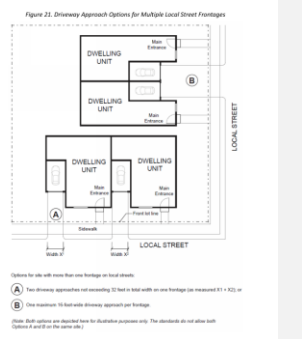 Figure 21. Driveway Approach Options for Multiple Local Street Frontages
Main
Entrance
DWELLING
UNIT
B
DWELLING
UNIT
Main
Entrance
LOCAL STREET
DWELLING
UNIT
DWELLING
UNIT
Main
Entrance
Main
Entrance
A
Front lot line
Sidewalk
LOCAL STREET
Width X¹
Width X²
Options for site with more than one frontage on local streets:
A Two driveway approaches not exceeding 32 feet in total width on one frontage (as measured X1 + X2); or
B One maximum 16-foot-wide driveway approach per frontage.
(Note: Both options are depicted here for illustrative purposes only. The standards do not allow both
Options A and B on the same site.)